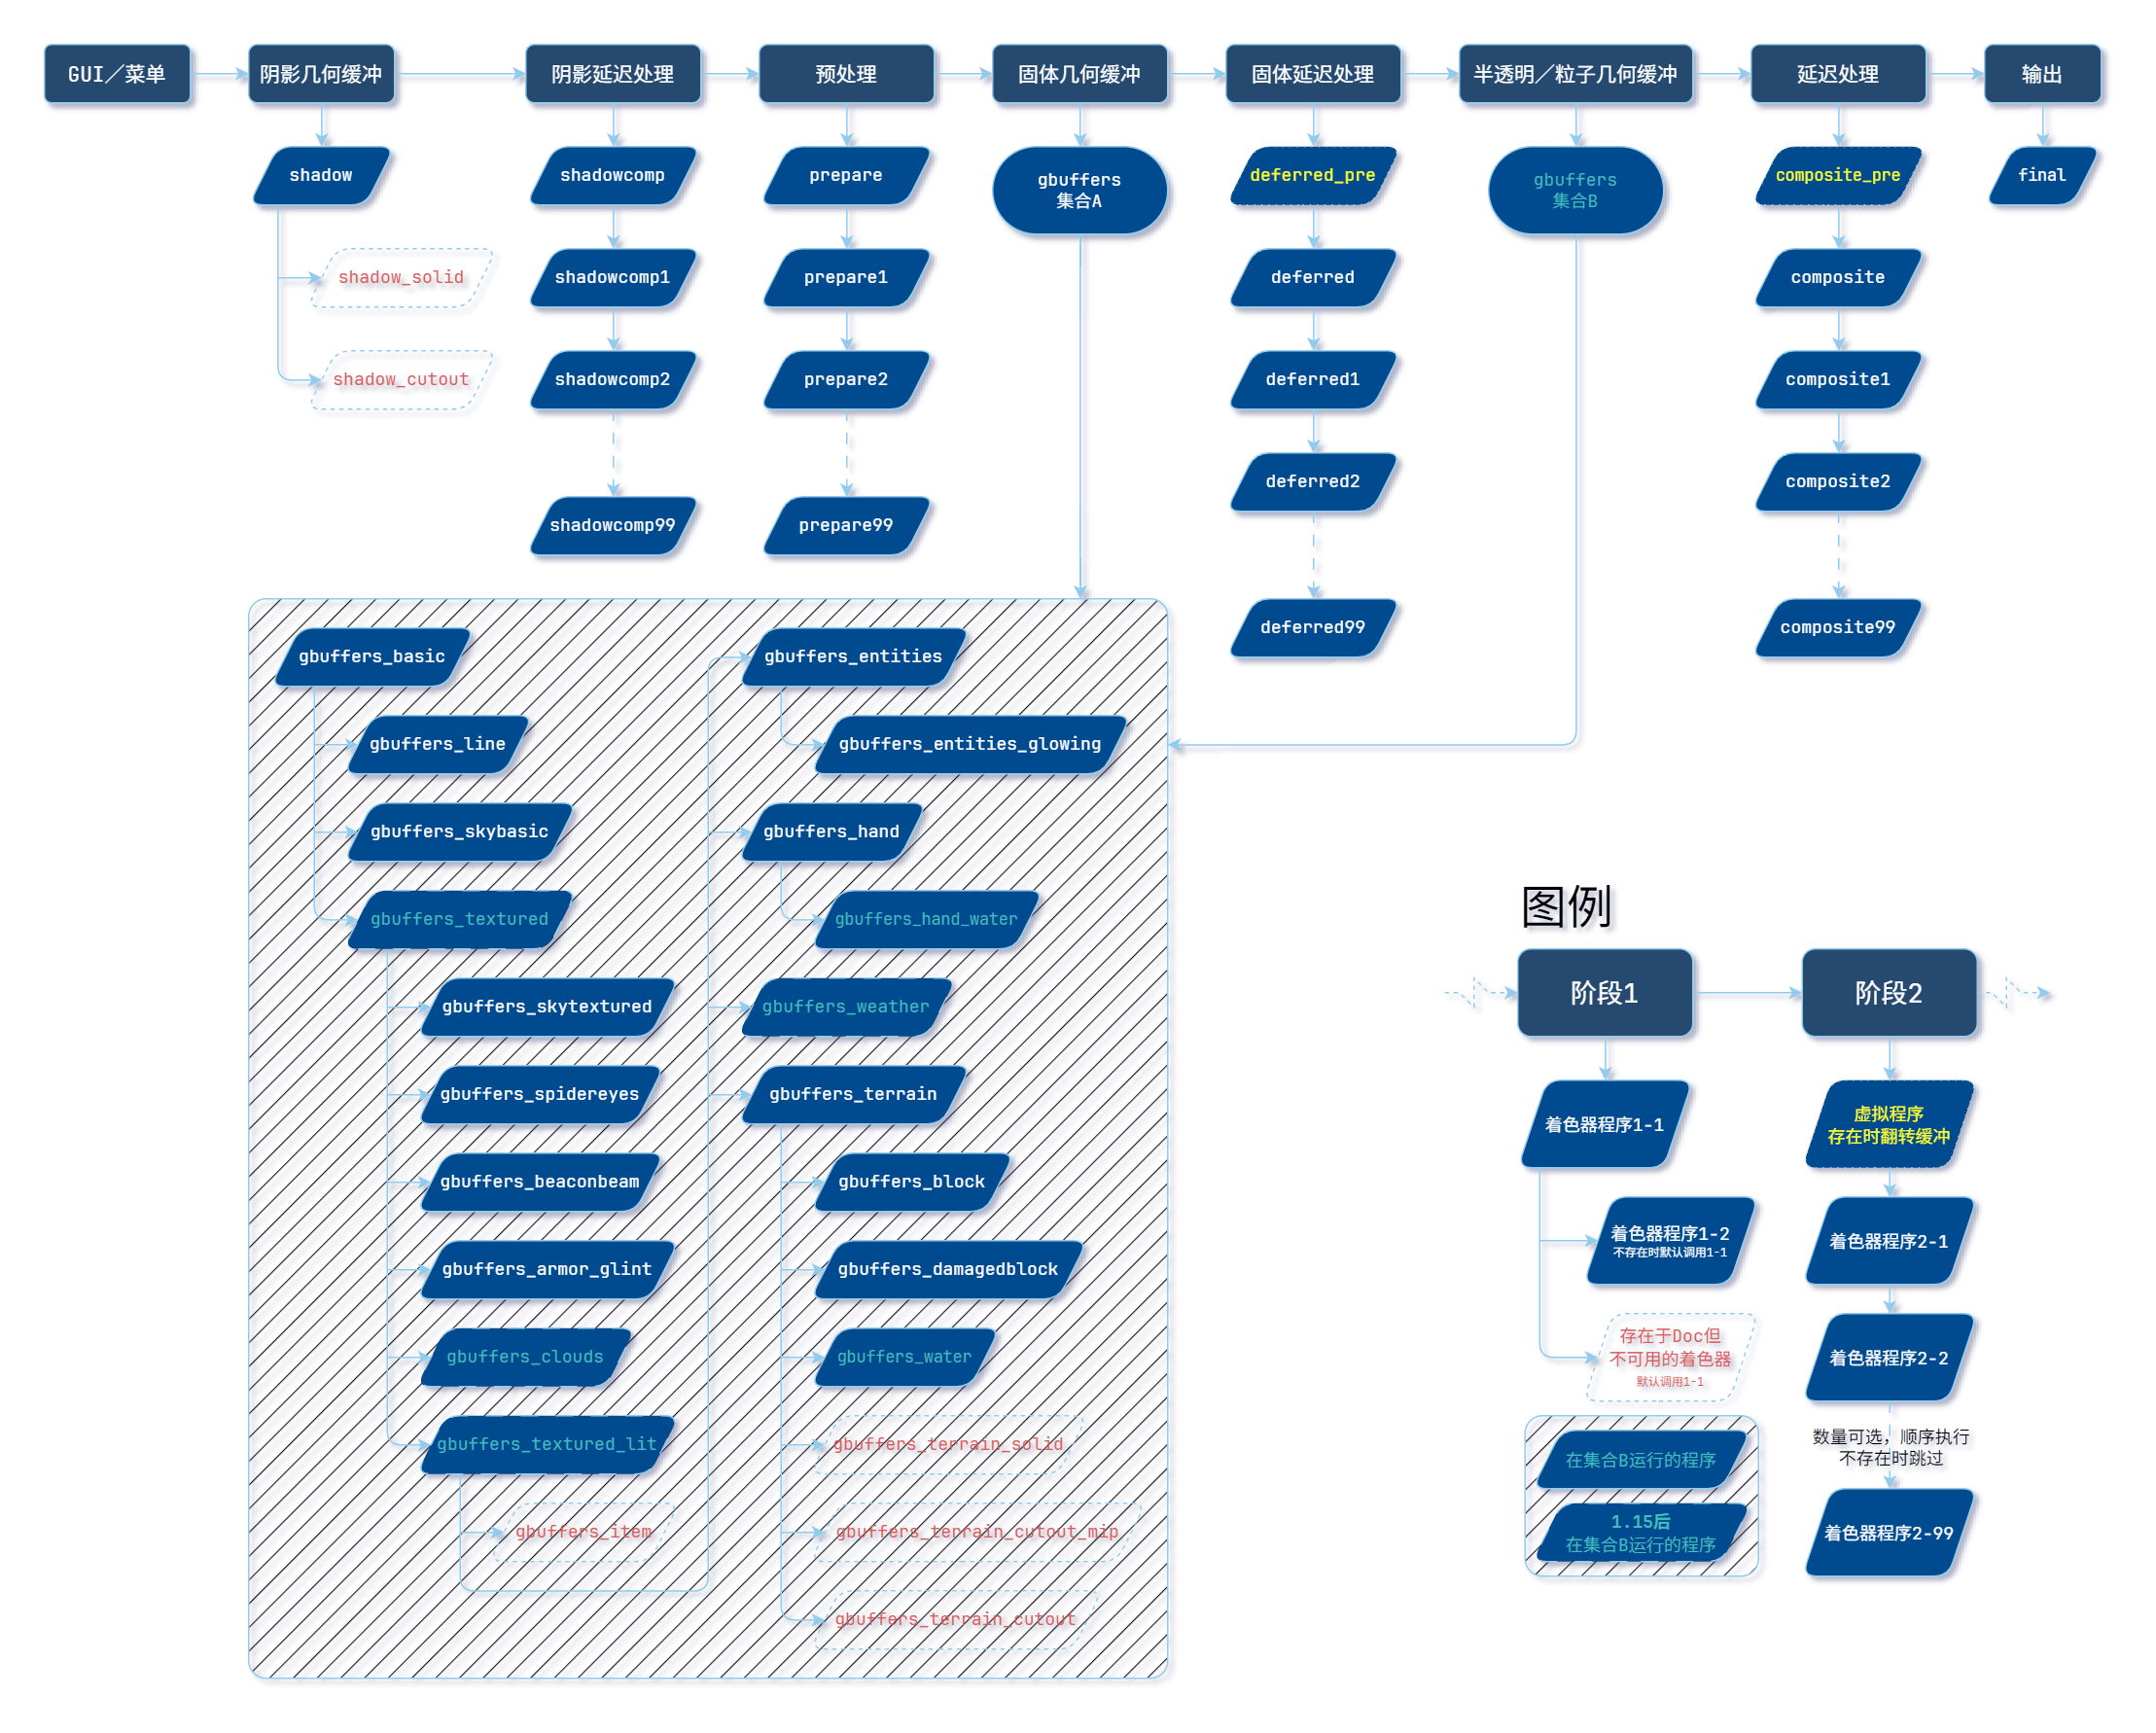 GUI／菜单
阴影几何缓冲
阴影延迟处理
预处理
固体几何缓冲
固体延迟处理
半透明／粒子几何缓冲
延迟处理
输出
shadow
shadow_solid
shadow_cutout
shadowcomp
shadowcomp1
shadowcomp2
shadowcomp99
prepare
prepare1
prepare2
prepare99
gbuffers
集合A
deferred_pre
deferred
deferred1
deferred2
deferred99
gbuffers
集合B
composite_pre
composite
composite1
composite2
composite99
final
gbuffers_basic
gbuffers_line
gbuffers_skybasic
gbuffers_textured
gbuffers_skytextured
gbuffers_spidereyes
gbuffers_beaconbeam
gbuffers_armor_glint
gbuffers_clouds
gbuffers_textured_lit
gbuffers_item
gbuffers_entities
gbuffers_entities_glowing
gbuffers_hand
gbuffers_hand_water
gbuffers_weather
gbuffers_terrain
gbuffers_block
gbuffers_damagedblock
gbuffers_water
gbuffers_terrain_solid
gbuffers_terrain_cutout_mip
gbuffers_terrain_cutout
图例
阶段1
阶段2
着色器程序1-1
着色器程序1-2
不存在时默认调用1-1
存在于Doc但
不可用的着色器
默认调用1-1
在集合B运行的程序
1.15后
在集合B运行的程序
虚拟程序
存在时翻转缓冲
着色器程序2-1
着色器程序2-2
数量可选，顺序执行
不存在时跳过
着色器程序2-99